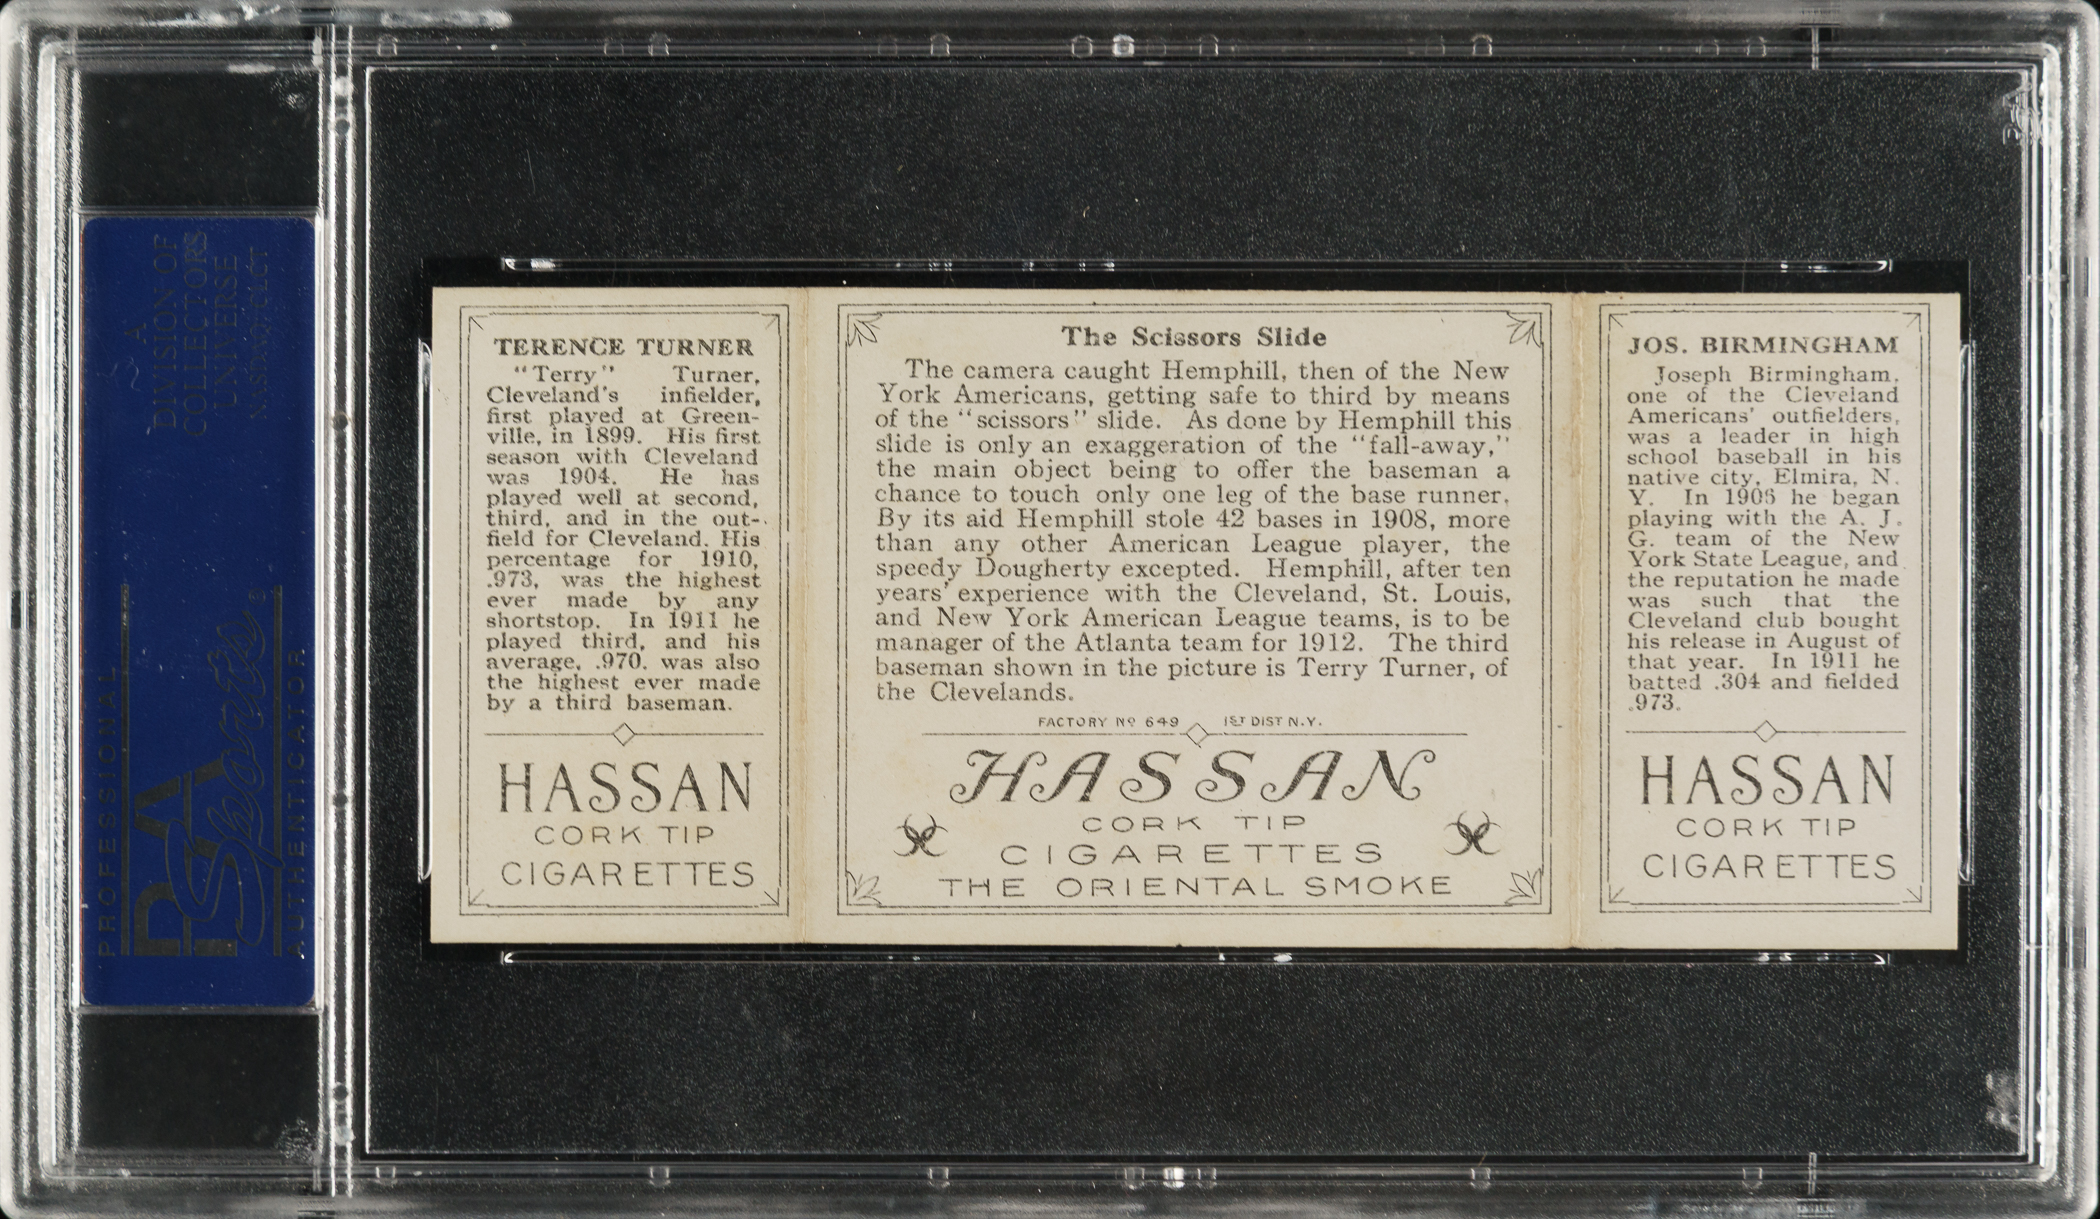 TERENCE TURNER
"Terry" Turner,
Cleveland's infielder,
first played at Green-
ville, in 1899. His first
season with Cleveland
was 1904. He has
played well at second,
third, and in the out-
field for Cleveland. His
percentage for 1910,
.973, was the highest
ever made by any
shortstop. In 1911 he
played third, and his
average, .970, was also
the highest ever made
by a third baseman.
HASSAN
CORK TIP
CIGARETTES
The Scissors Slide
The camera caught Hemphill, then of the New
York Americans, getting safe to third by means
of the "scissors" slide. As done by Hemphill this
slide is only an exaggeration of the "fall-away,"
the main object being to offer the baseman a
chance to touch only one leg of the base runner.
By its aid Hemphill stole 42 bases in 1908, more
than any other American League player, the
speedy Dougherty excepted. Hemphill, after ten
years' experience with the Cleveland, St. Louis,
and New York American League teams, is to be
manager of the Atlanta team for 1912. The third
baseman shown in the picture is Terry Turner, of
the Clevelands.
FACTORY Nº 649 1ST DIST N.Y.
HASSAN
CORK TIP
CIGARETTES
THE ORIENTAL SMOKE
JOS. BIRMINGHAM
Joseph Birmingham,
one of the Cleveland
Americans' outfielders,
was a leader in high
school baseball in his
native city, Elmira, N.
Y. In 1906 he began
playing with the A. J.
G. team of the New
York State League, and
the reputation he made
was such that the
Cleveland club bought
his release in August of
that year. In 1911 he
batted .304 and fielded
.973.
HASSAN
CORK TIP
CIGARETTES
PROFESSIONAL
PSA
Sports
AUTHENTICATOR
A
DIVISION OF
COLLECTORS
UNIVERSE
NASDAQ: CLCT
PSA